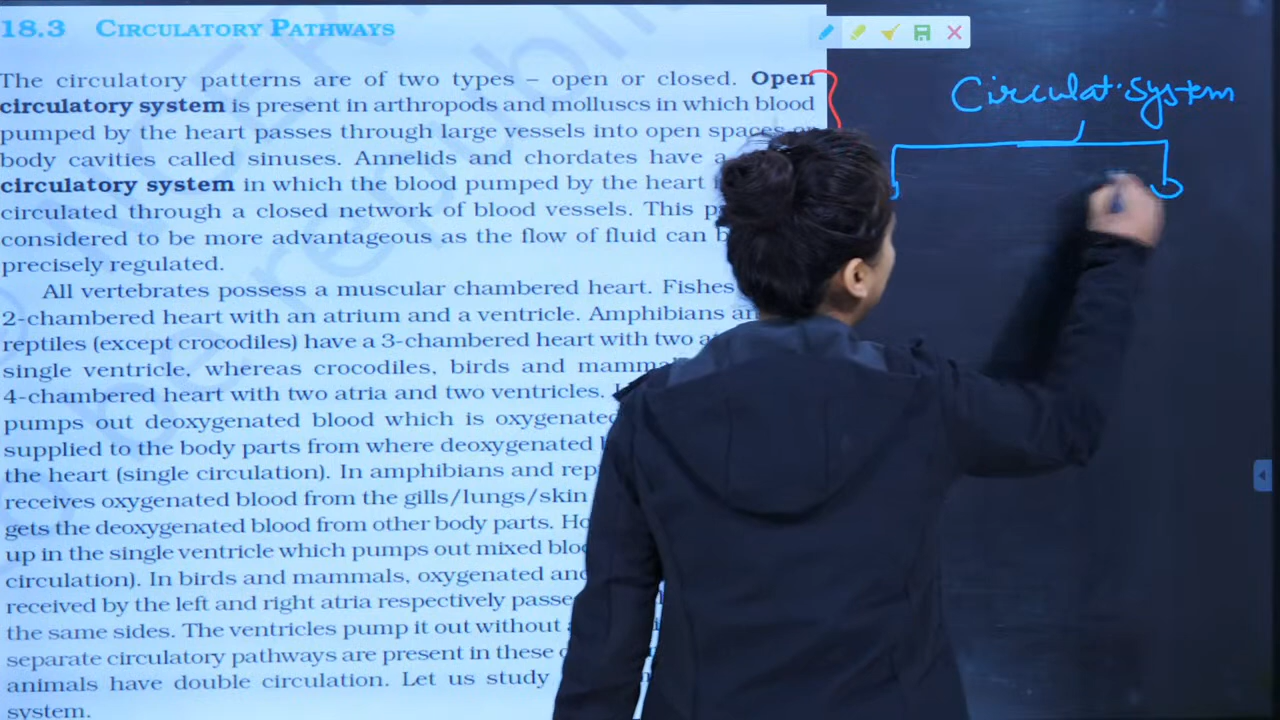 18.3 CIRCULATORY PATHWAYS
The circulatory patterns are of two types – open or closed. Open
circulatory system is present in arthropods and molluscs in which blood
pumped by the heart passes through large vessels into open spaces or
body cavities called sinuses. Annelids and chordates have a
circulatory system in which the blood pumped by the heart
circulated through a closed network of blood vessels. This
considered to be more advantageous as the flow of fluid can
precisely regulated.
All vertebrates possess a muscular chambered heart. Fishes
2-chambered heart with an atrium and a ventricle. Amphibians
reptiles (except crocodiles) have a 3-chambered heart with two
single ventricle, whereas crocodiles, birds and
4-chambered heart with two atria and two ventricles.
pumps out deoxygenated blood which is oxygenated
supplied to the body parts from where deoxygenated
the heart (single circulation). In amphibians and
receives oxygenated blood from the gills/lungs/skin
gets the deoxygenated blood from other body parts.
up in the single ventricle which pumps out mixed
circulation). In birds and mammals, oxygenated
received by the left and right atria respectively
the same sides. The ventricles pump it out without
separate circulatory pathways are present in these
animals have double circulation. Let us study
system.
Circulat. System